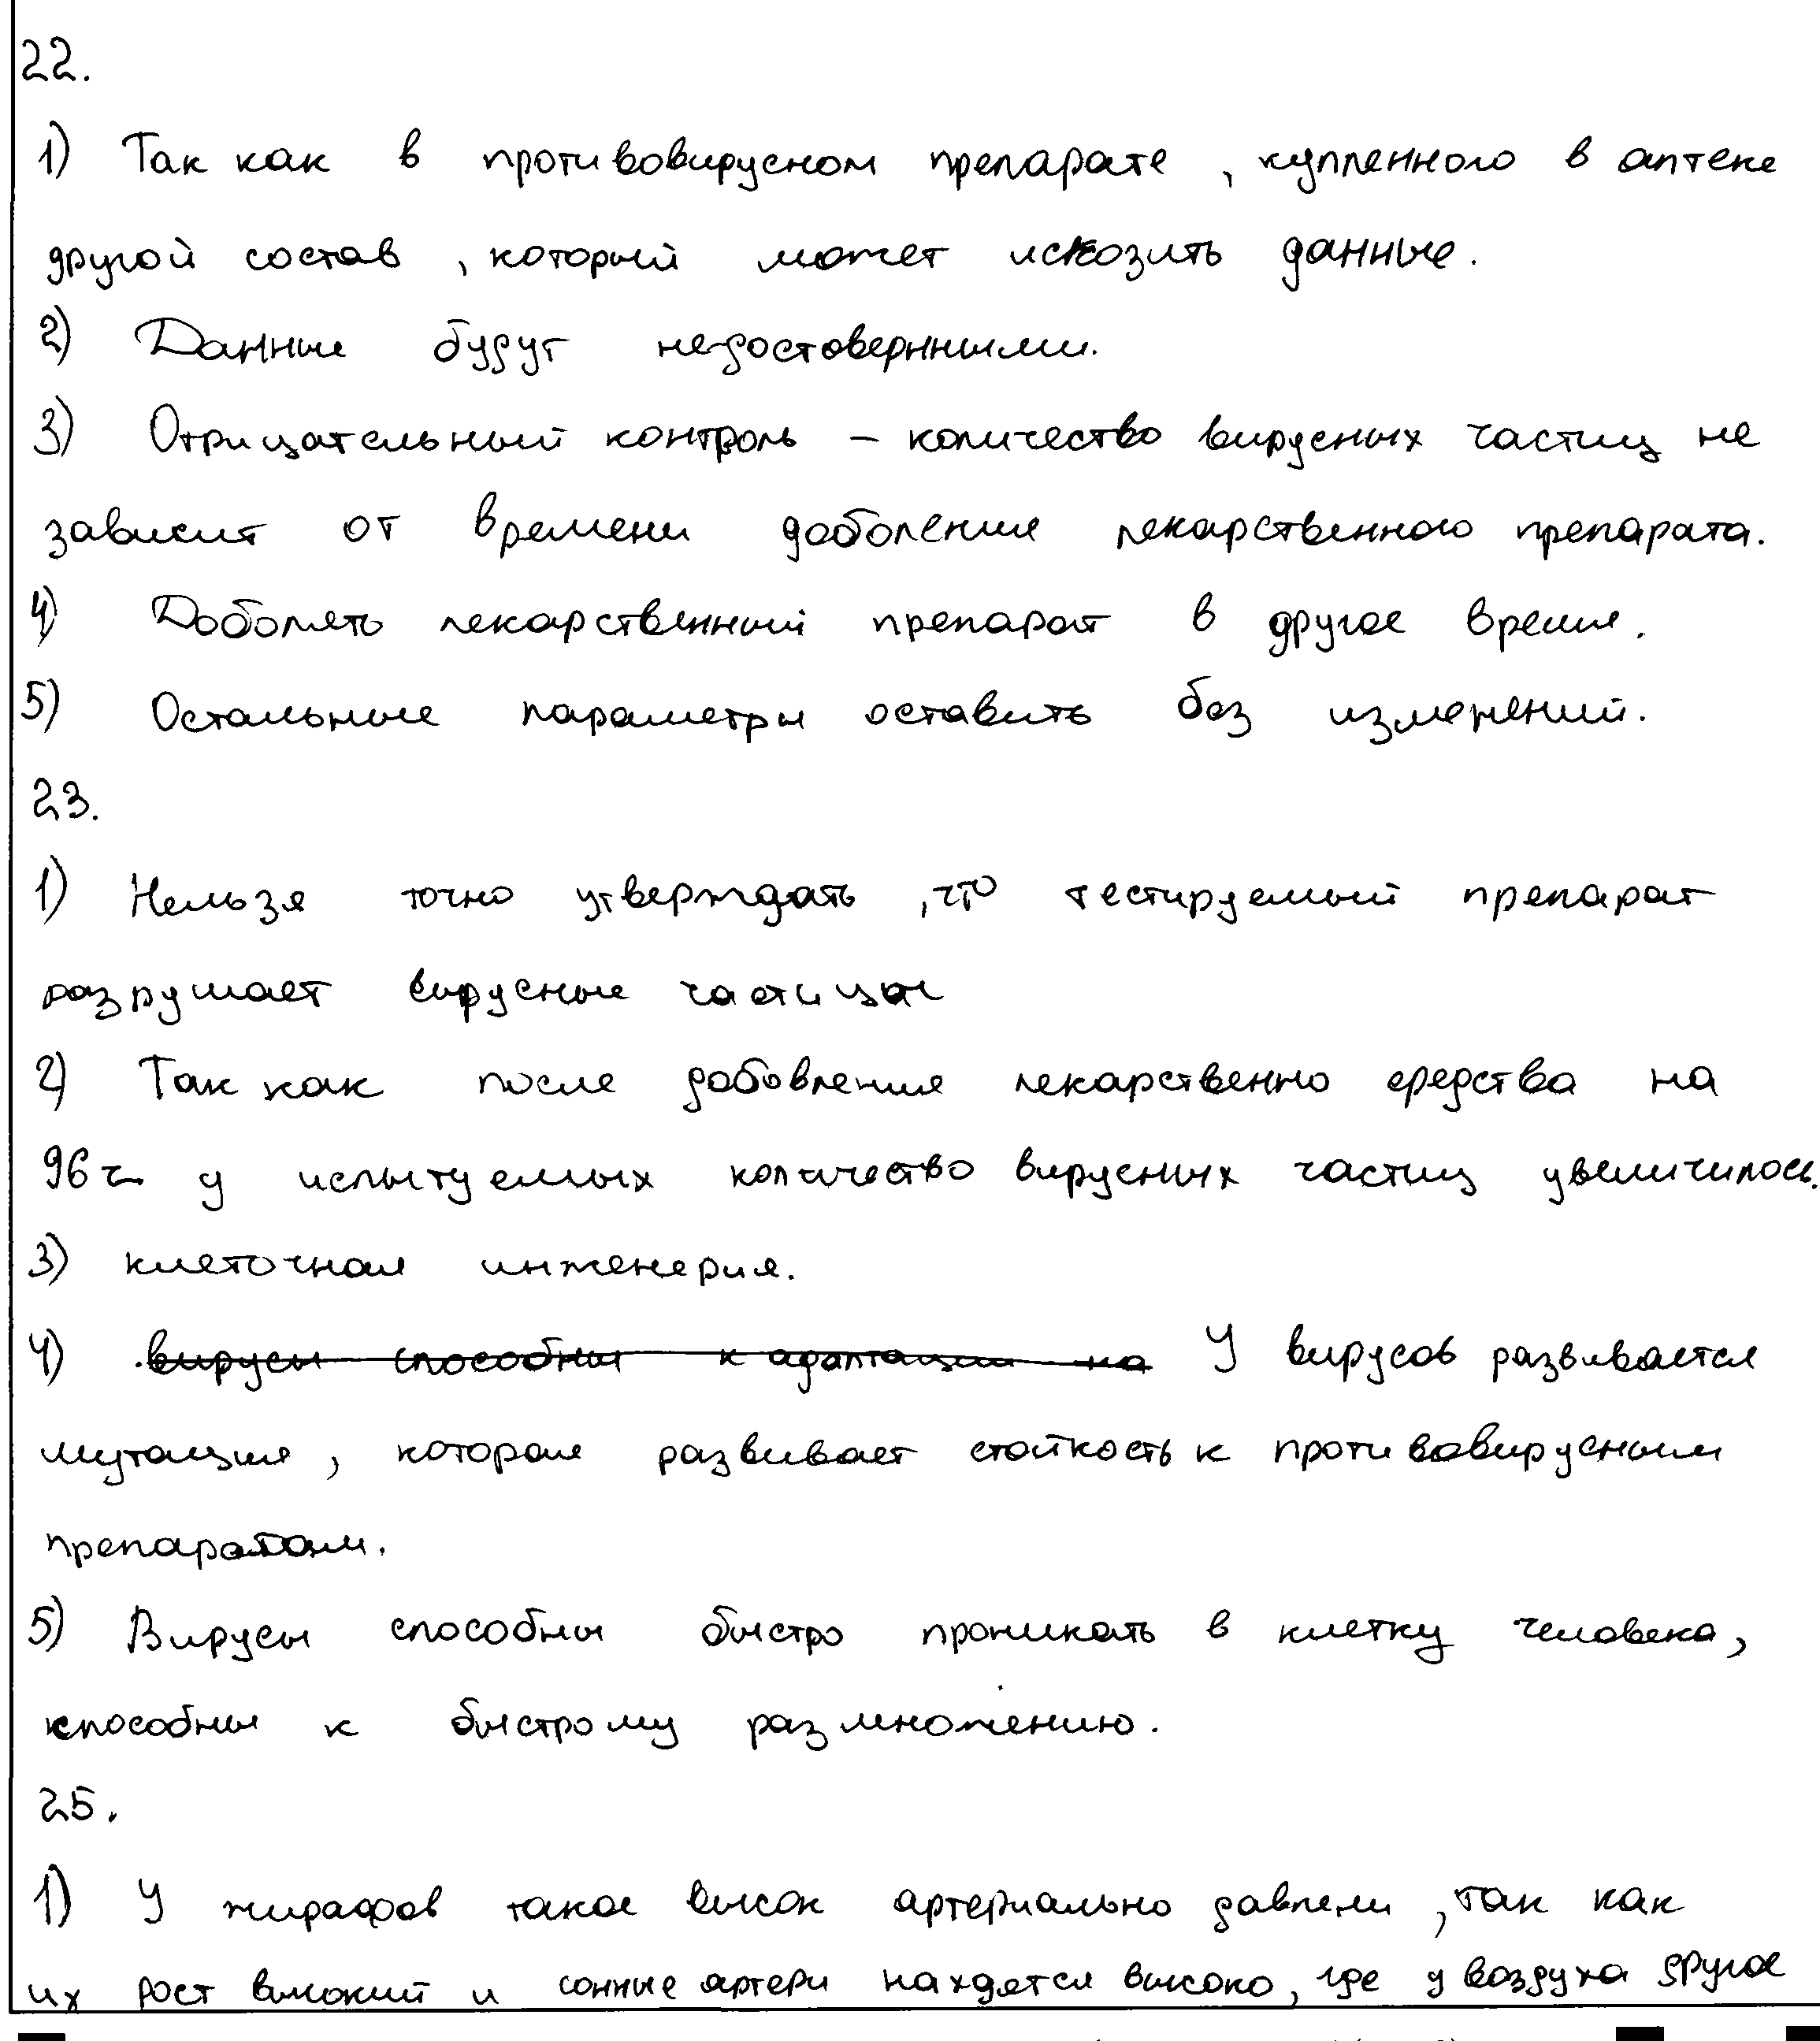 22.
1) Так как в противовирусном препарате, купленного в аптеке
другой состав, который может исказить данные.
2) Данные будут недостовернными.
3) Отрицательный контроль – количество вирусных частиц не
зависит от времени доболения лекарственного препарата.
4) Доболять лекарственный препарат в другое время.
5) Остальные параметры оставить без изменений.
23.
1) Нельзя точно утверждать, что тестируемый препарат
разрушает вирусные частицы
2) Так как после добовления лекарственно средства на
96 ч у испытуемых количество вирусных частиц увеличилось.
3) клеточная инженерия.
4) вирусы способны к адаптации на У вирусов развивается
мутация, которая развивает стойкость к противовирусным
препаратам.
5) Вирусы способны быстро проникать в клетку человека,
способны к быстрому размножению.
25.
1) У жирафов такое высок артериально давлени, так как
их рост высокий и сонные артери находятся высоко, где у воздуха другое